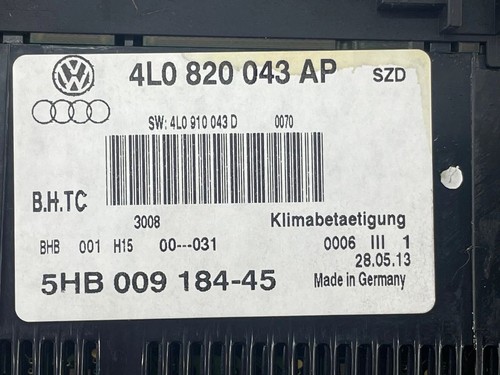 4L0 820 043 AP SZD
SW: 4L0 910 043 D 0070
B.H.TC
3008 Klimabetaetigung
BHB 001 H15 00---031 0006 III 1
28.05.13
5HB 009 184-45 Made in Germany